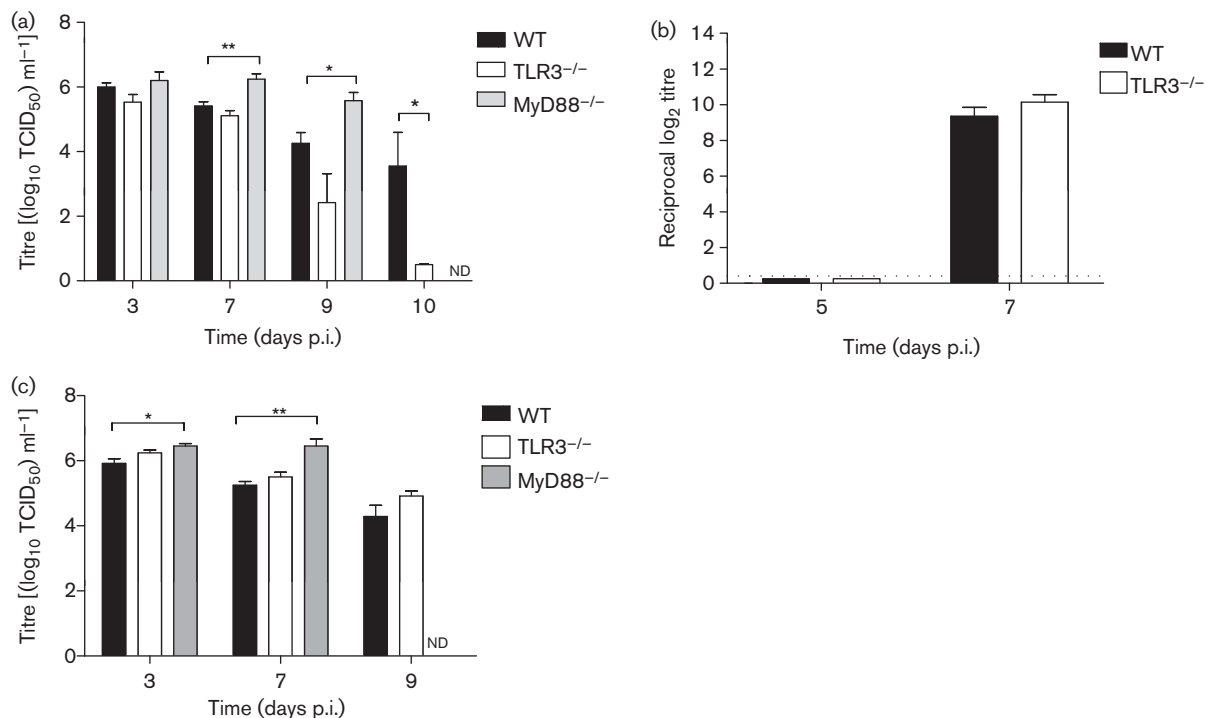 (a)
Titre [(log₁₀ TCID₅₀) ml⁻¹]
8
6
4
2
0
**
*
*
ND
3 7 9 10
Time (days p.i.)
WT
TLR3⁻/⁻
MyD88⁻/⁻
(b)
Reciprocal log₂ titre
14
12
10
8
6
4
2
0
5 7
Time (days p.i.)
WT
TLR3⁻/⁻
(c)
Titre [(log₁₀ TCID₅₀) ml⁻¹]
8
6
4
2
0
*
**
ND
3 7 9
Time (days p.i.)
WT
TLR3⁻/⁻
MyD88⁻/⁻